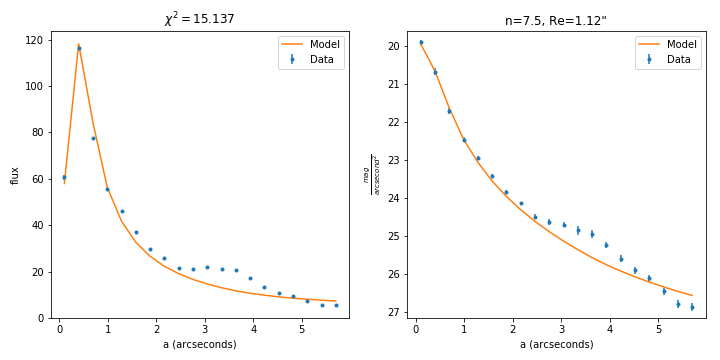 χ² = 15.137
120
100
80
60
40
20
0
flux
0 1 2 3 4 5
a (arcseconds)
Model
Data
n=7.5, Re=1.12"
20
21
22
23
24
25
26
27
mag
arcsecond²
0 1 2 3 4 5
a (arcseconds)
Model
Data